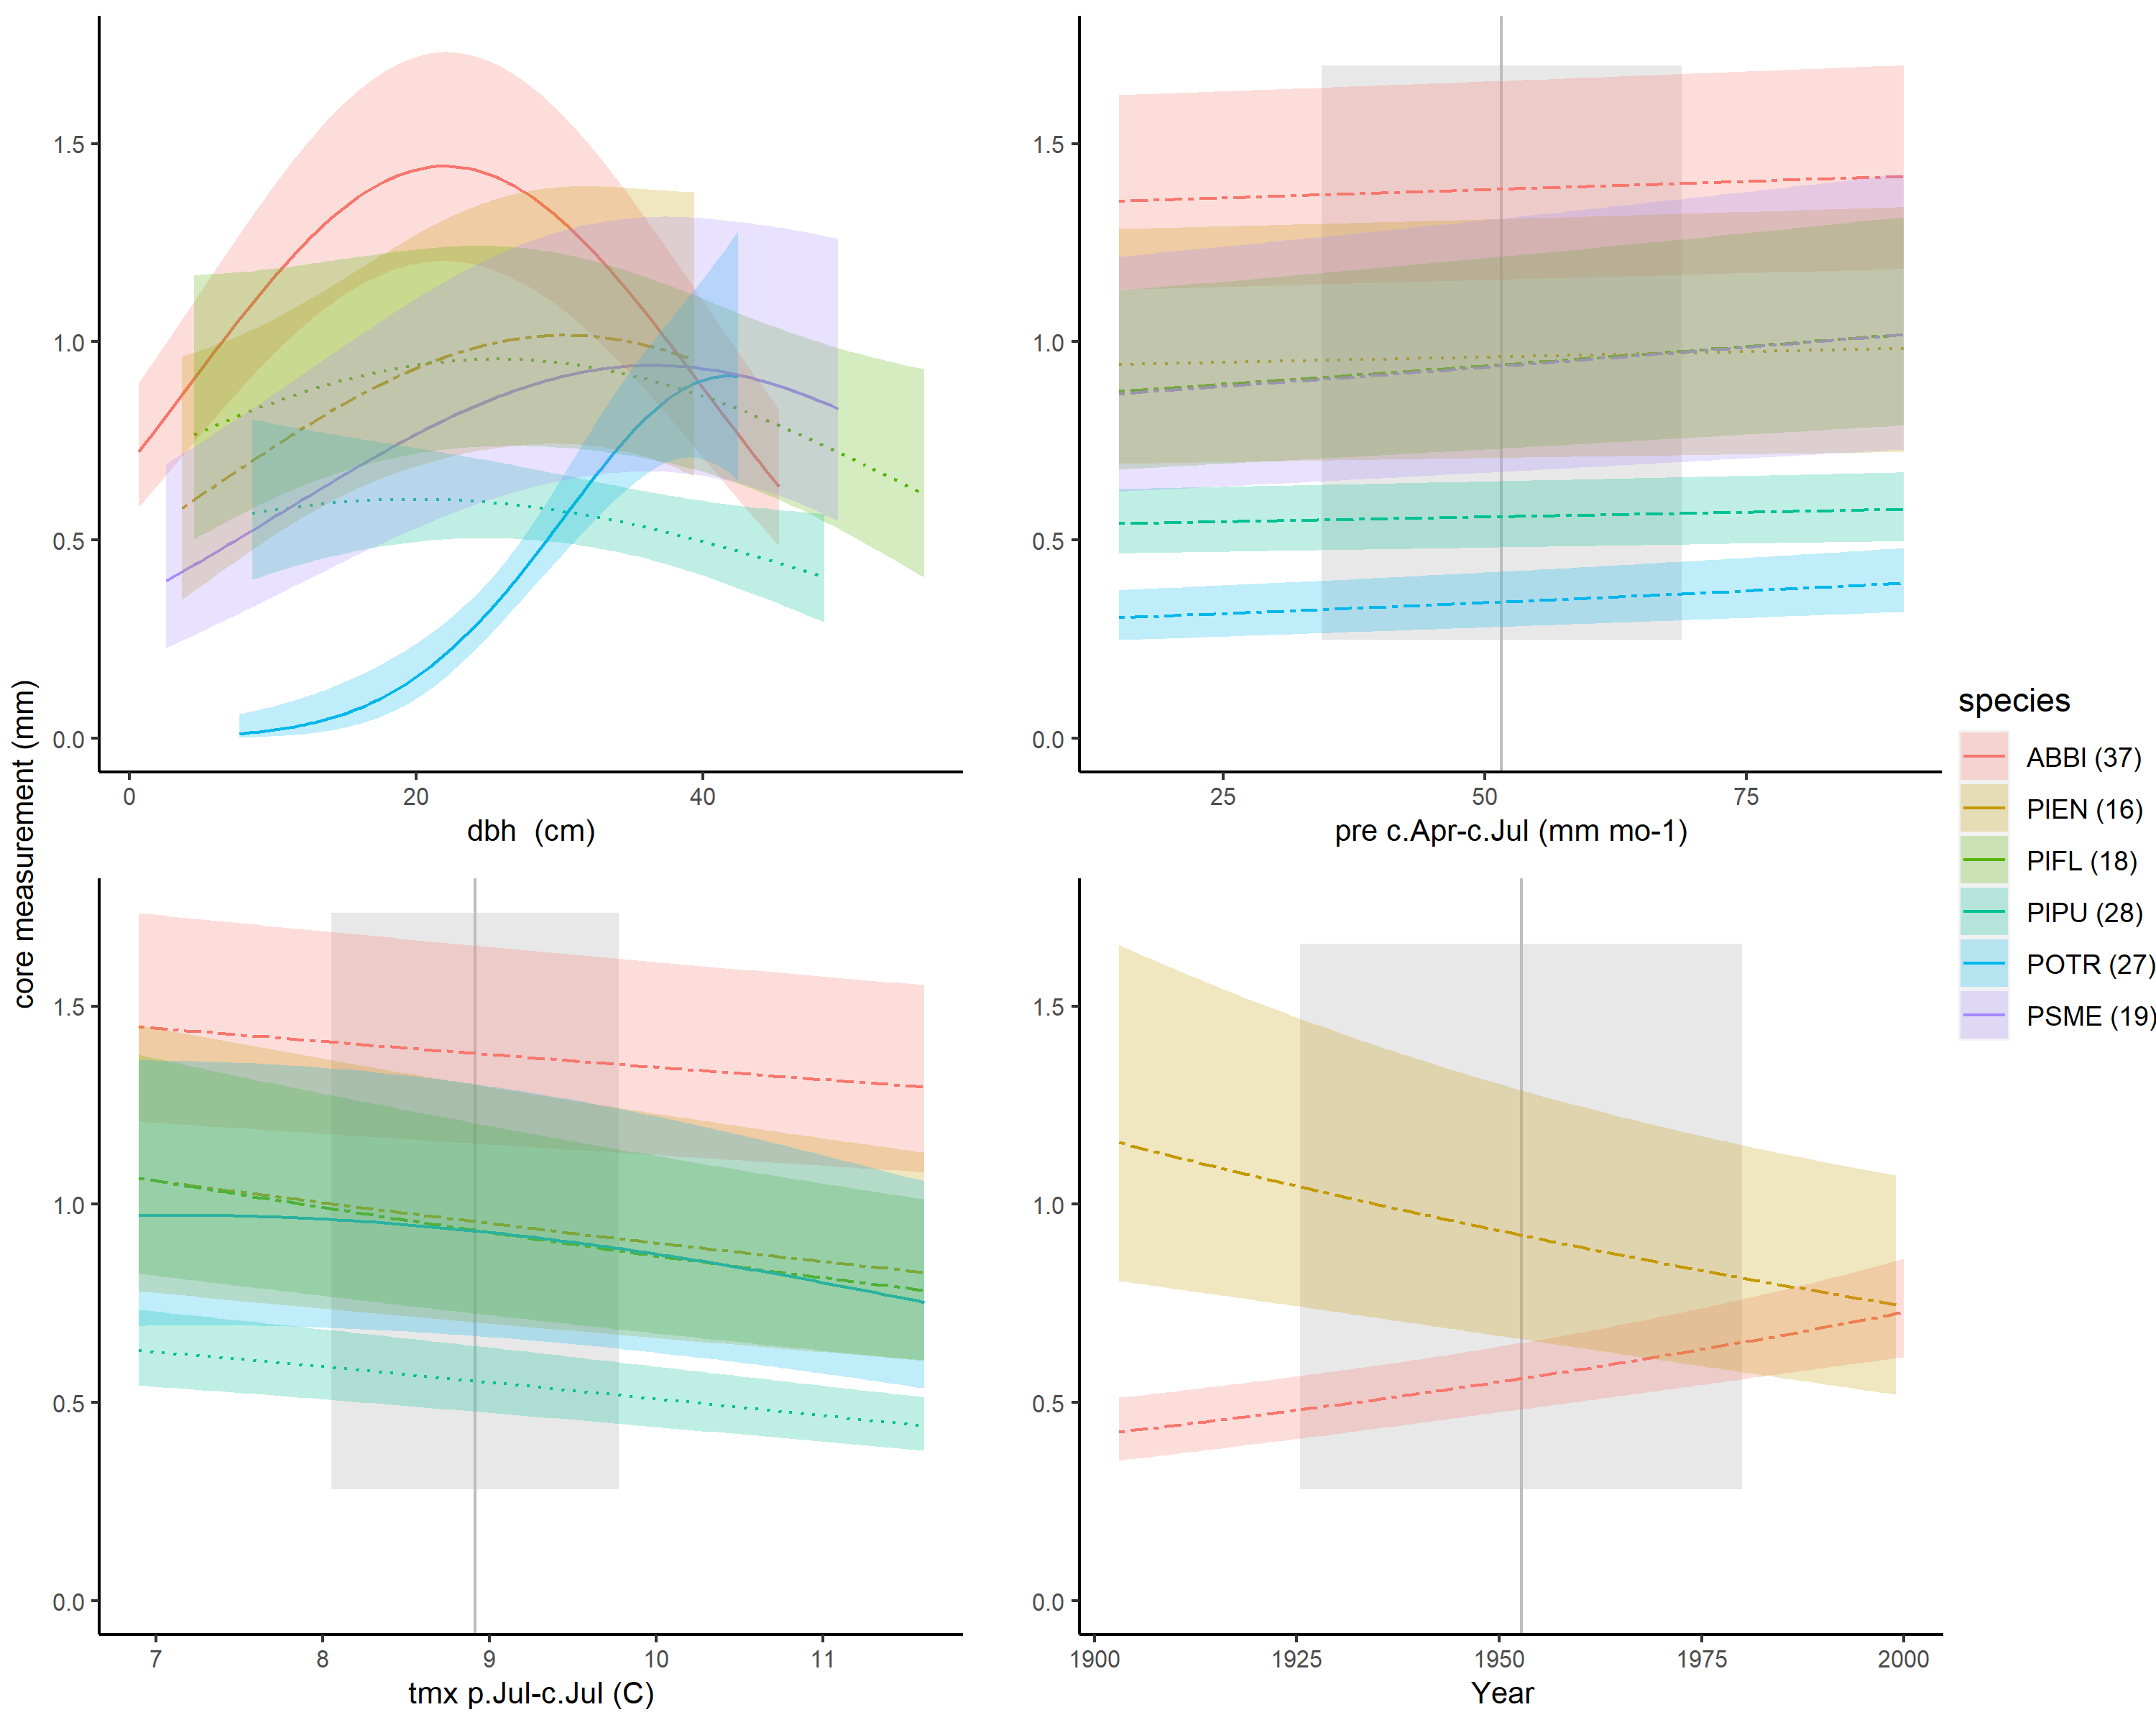 core measurement (mm)
1.5
1.0
0.5
0.0
0 20 40
dbh (cm)
1.5
1.0
0.5
0.0
25 50 75
pre c.Apr-c.Jul (mm mo-1)
1.5
1.0
0.5
0.0
7 8 9 10 11
tmx p.Jul-c.Jul (C)
1.5
1.0
0.5
0.0
1900 1925 1950 1975 2000
Year
species
ABBI (37)
PIEN (16)
PIFL (18)
PIPU (28)
POTR (27)
PSME (19)